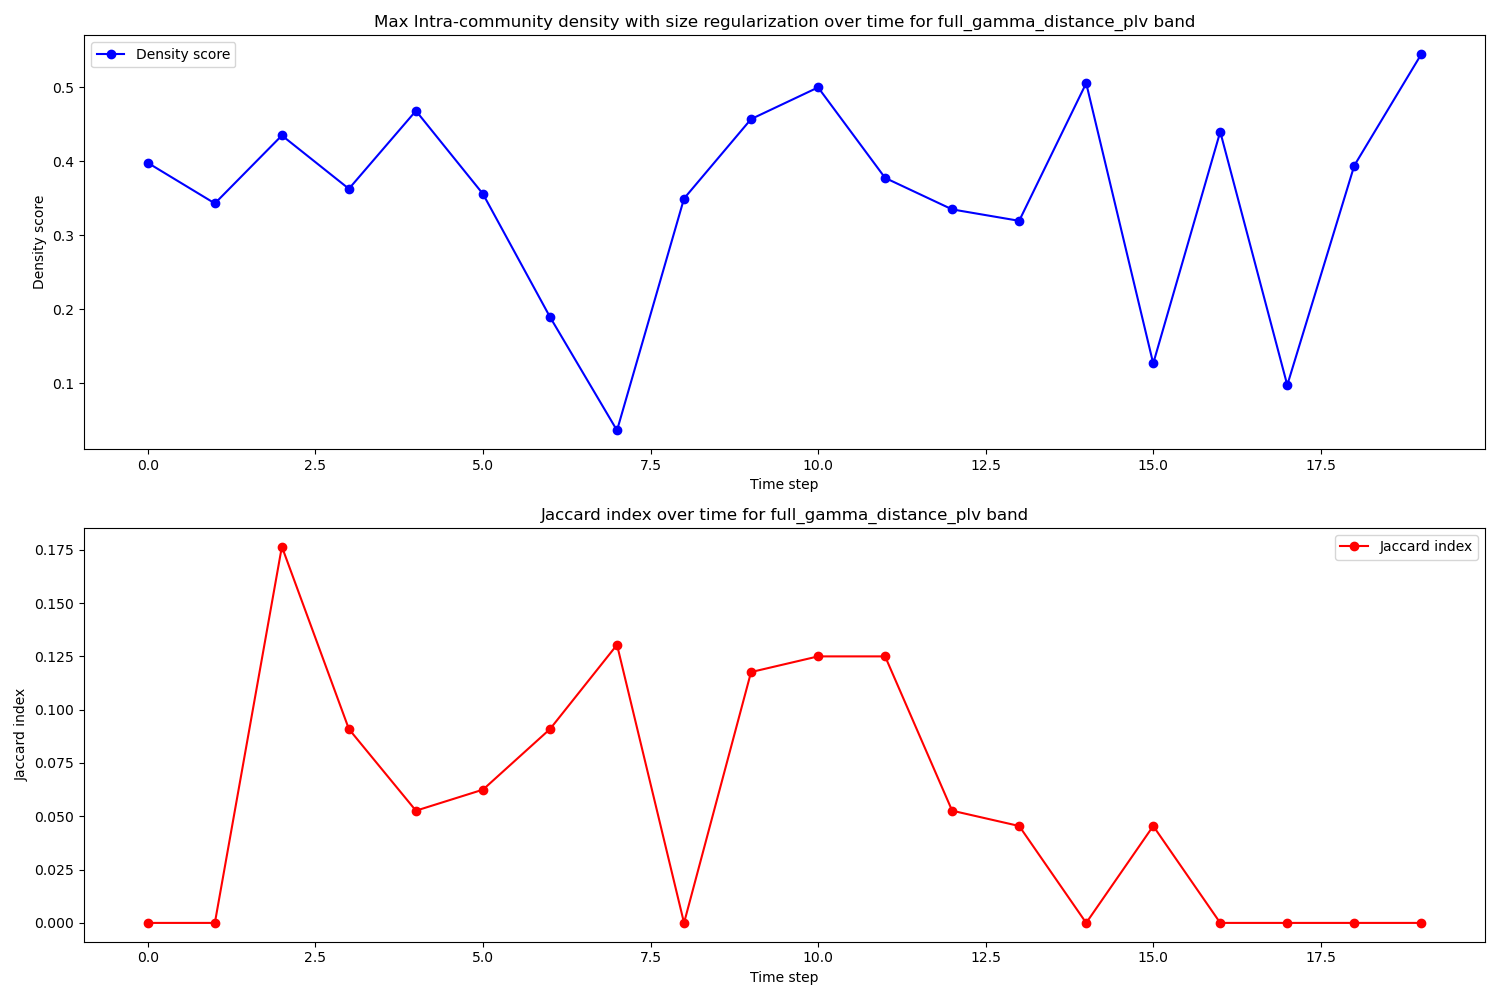 Max Intra-community density with size regularization over time for full_gamma_distance_plv band
Density score
Density score
0.5
0.4
0.3
0.2
0.1
0.0 2.5 5.0 7.5 10.0 12.5 15.0 17.5
Time step
Jaccard index over time for full_gamma_distance_plv band
Jaccard index
Jaccard index
0.175
0.150
0.125
0.100
0.075
0.050
0.025
0.000
0.0 2.5 5.0 7.5 10.0 12.5 15.0 17.5
Time step